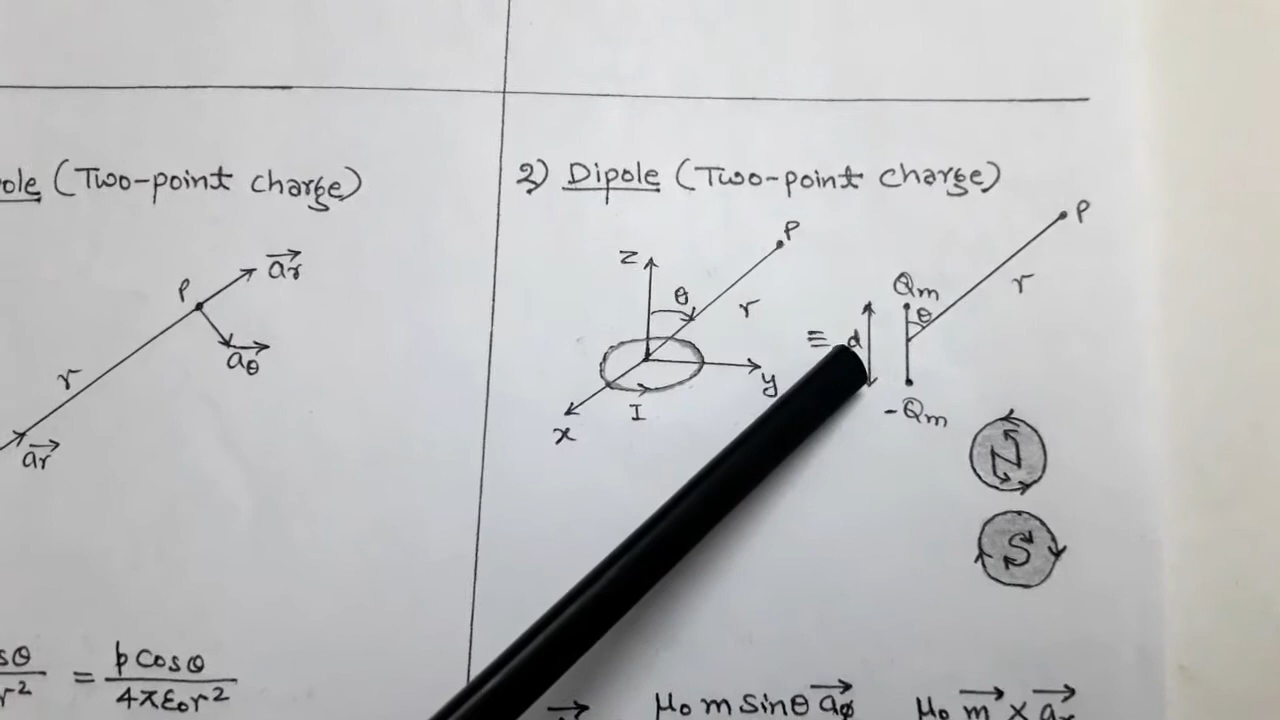 ole (Two-point charge)
P
→ar
→aθ
r
→ar
sθ/r² = p Cosθ/4πε₀r²
2) Dipole (Two-point charge)
z
θ
P
r
y
x
I
≡
d
Qm
θ
-Qm
r
P
N
S
μ₀ m sinθ →aφ
μ₀ →m × →ar